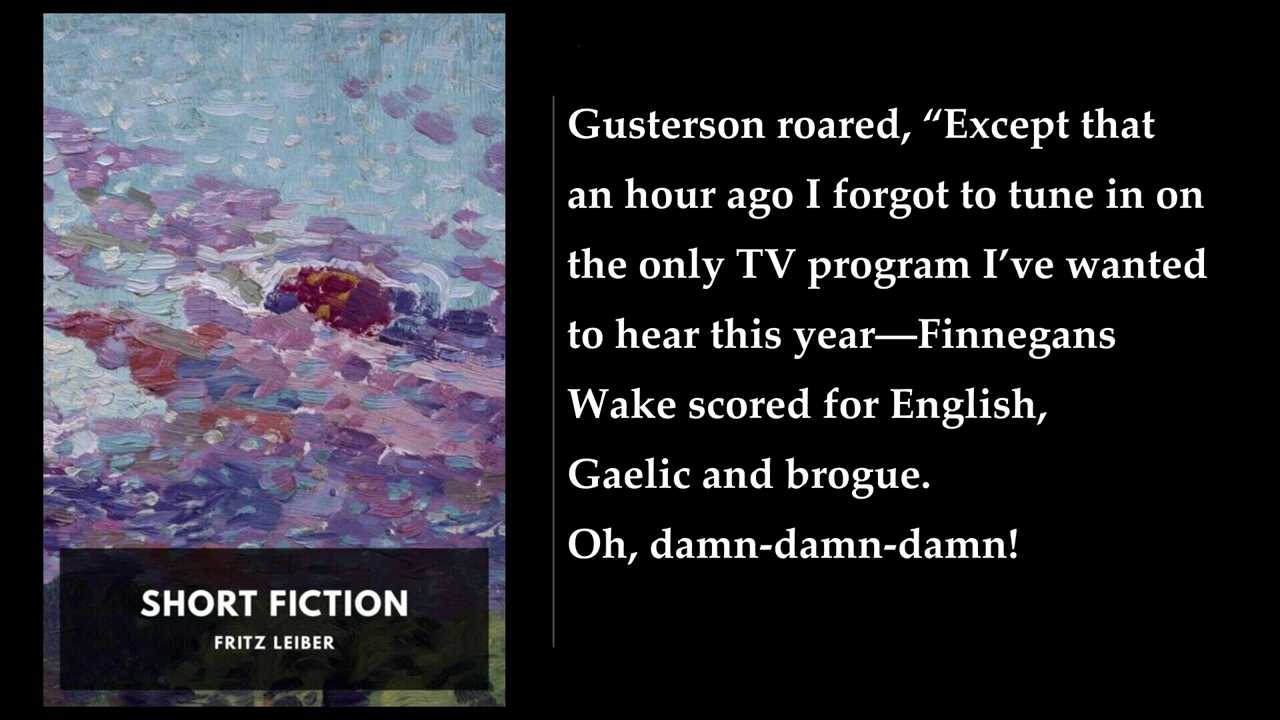 SHORT FICTION
FRITZ LEIBER
Gusterson roared, “Except that
an hour ago I forgot to tune in on
the only TV program I’ve wanted
to hear this year—Finnegans
Wake scored for English,
Gaelic and brogue.
Oh, damn-damn-damn!